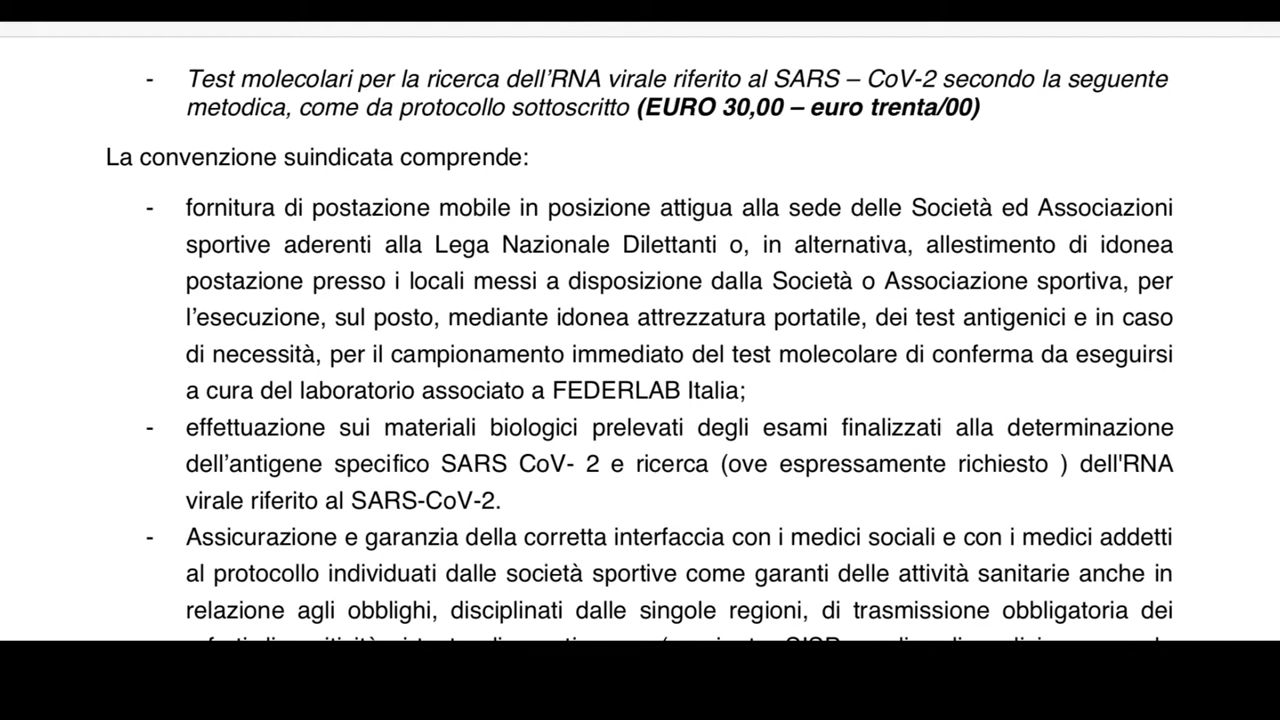 - Test molecolari per la ricerca dell'RNA virale riferito al SARS – CoV-2 secondo la seguente
metodica, come da protocollo sottoscritto (EURO 30,00 – euro trenta/00)
La convenzione suindicata comprende:
- fornitura di postazione mobile in posizione attigua alla sede delle Società ed Associazioni
sportive aderenti alla Lega Nazionale Dilettanti o, in alternativa, allestimento di idonea
postazione presso i locali messi a disposizione dalla Società o Associazione sportiva, per
l'esecuzione, sul posto, mediante idonea attrezzatura portatile, dei test antigenici e in caso
di necessità, per il campionamento immediato del test molecolare di conferma da eseguirsi
a cura del laboratorio associato a FEDERLAB Italia;
- effettuazione sui materiali biologici prelevati degli esami finalizzati alla determinazione
dell'antigene specifico SARS CoV- 2 e ricerca (ove espressamente richiesto ) dell'RNA
virale riferito al SARS-CoV-2.
- Assicurazione e garanzia della corretta interfaccia con i medici sociali e con i medici addetti
al protocollo individuati dalle società sportive come garanti delle attività sanitarie anche in
relazione agli obblighi, disciplinati dalle singole regioni, di trasmissione obbligatoria dei